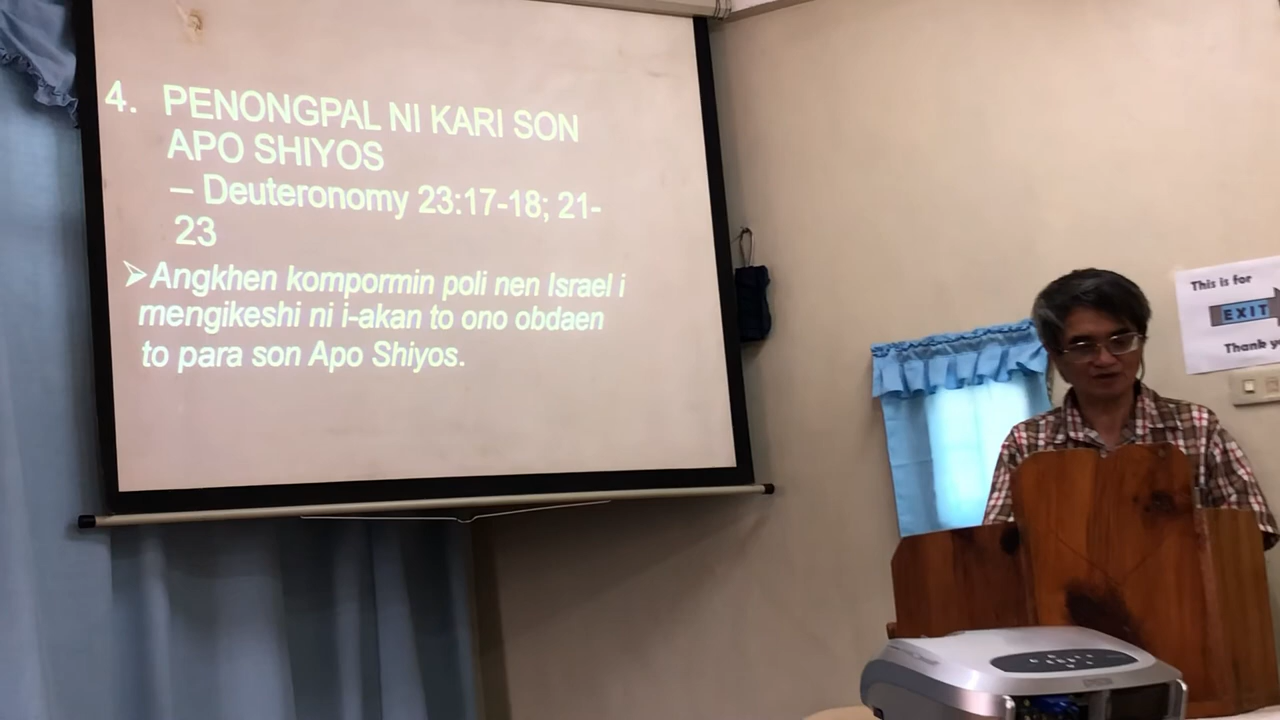 4. PENONGPAL NI KARI SON
APO SHIYOS
– Deuteronomy 23:17-18; 21-
23
➢Angkhen kompormin poli nen Israel i
mengikeshi ni i-akan to ono obdaen
to para son Apo Shiyos.
This is for
EXIT
Thank